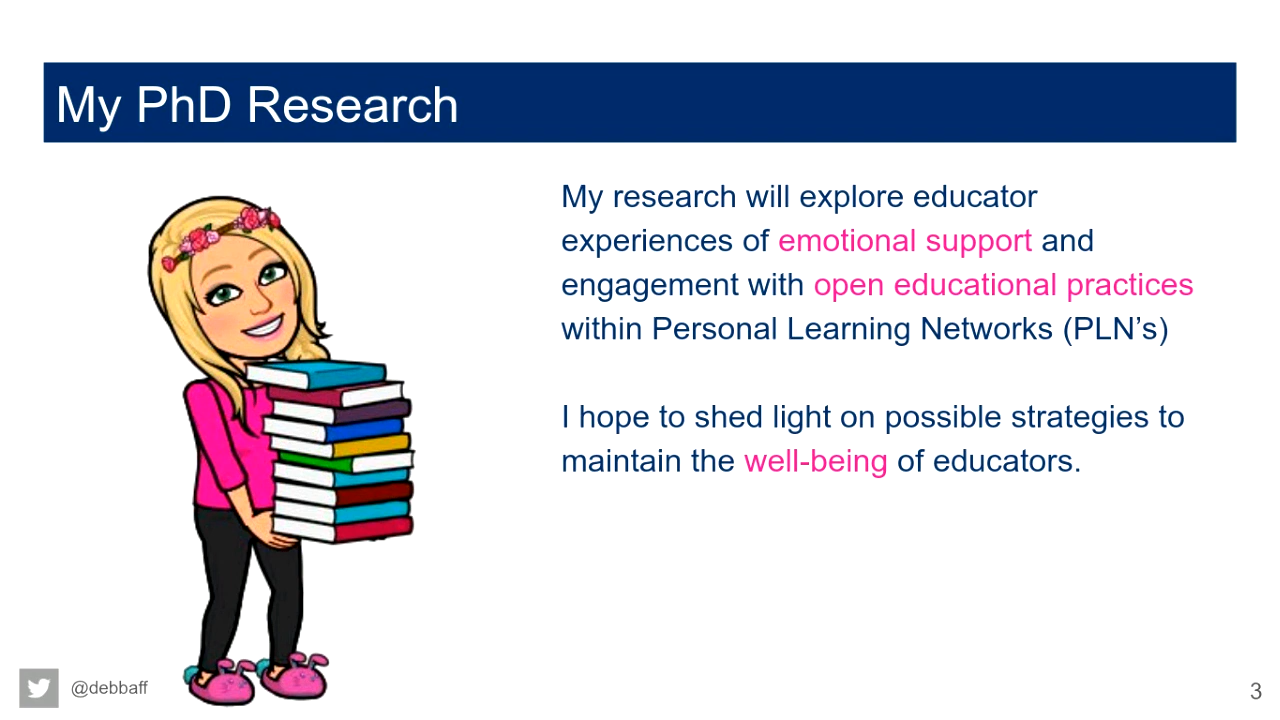 My PhD Research
My research will explore educator
experiences of emotional support and
engagement with open educational practices
within Personal Learning Networks (PLN’s)
I hope to shed light on possible strategies to
maintain the well-being of educators.
@debbaff
3